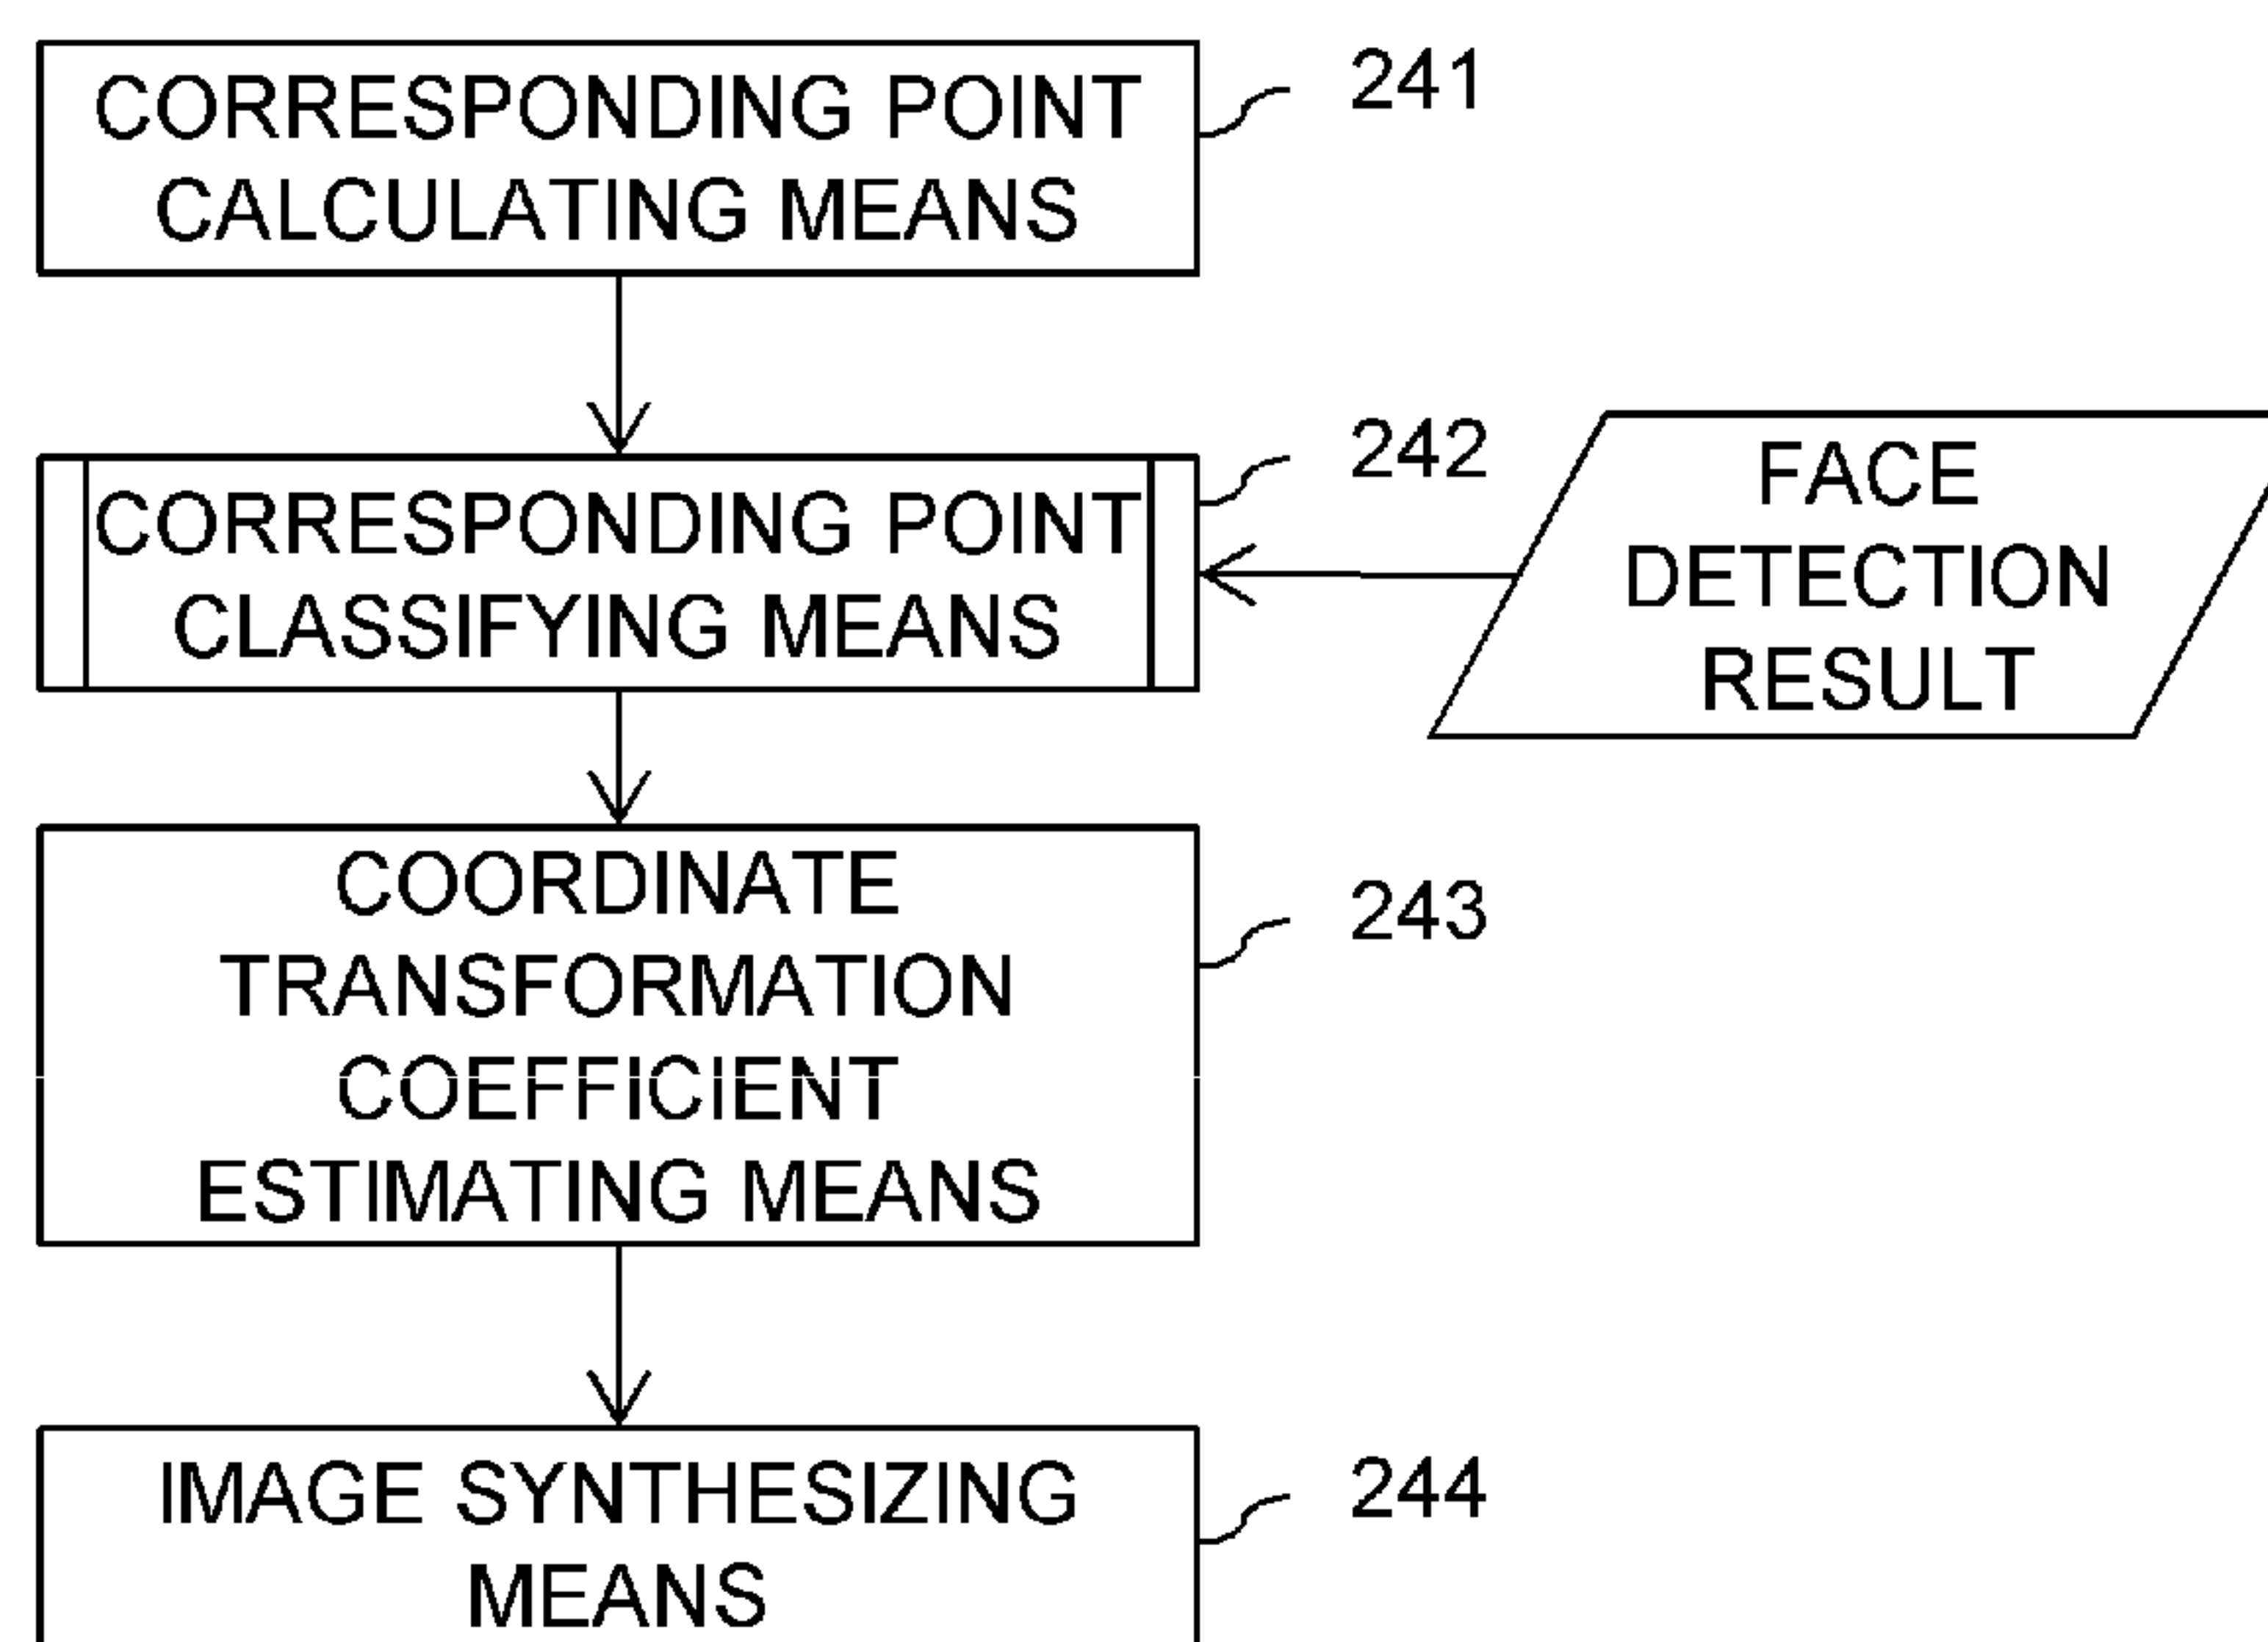 CORRESPONDING POINT
CALCULATING MEANS
241
CORRESPONDING POINT
CLASSIFYING MEANS
242
FACE
DETECTION
RESULT
COORDINATE
TRANSFORMATION
COEFFICIENT
ESTIMATING MEANS
243
IMAGE SYNTHESIZING
MEANS
244